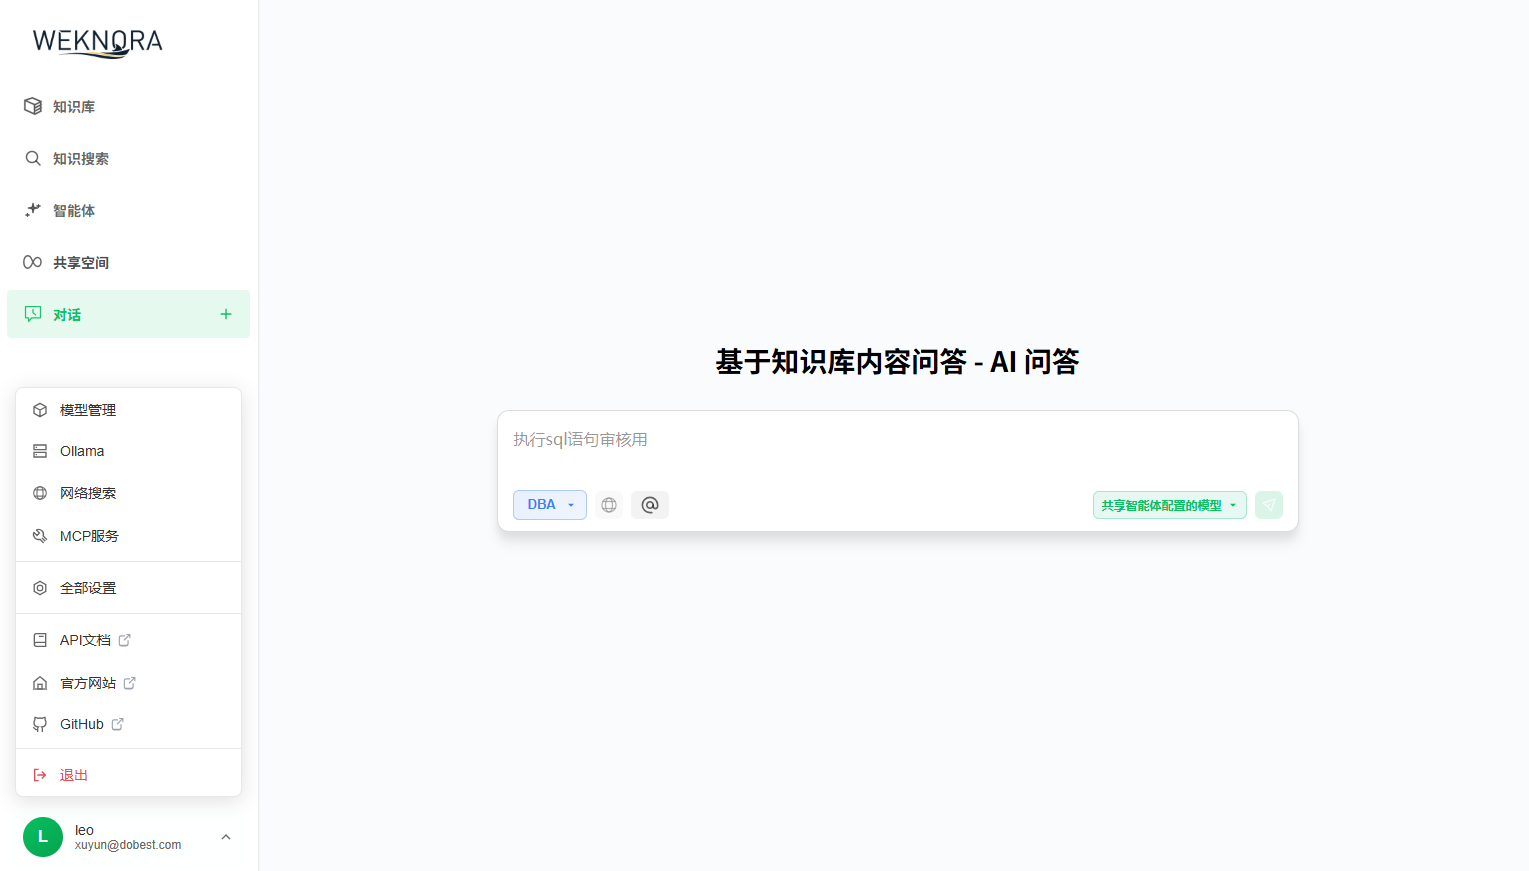 WEKNORA
知识库
知识搜索
智能体
共享空间
对话
模型管理
Ollama
网络搜索
MCP服务
全部设置
API文档
官方网站
GitHub
退出
L
leo
xuyun@dobest.com
基于知识库内容问答 - AI 问答
执行sql语句审核用
DBA
共享智能体配置的模型